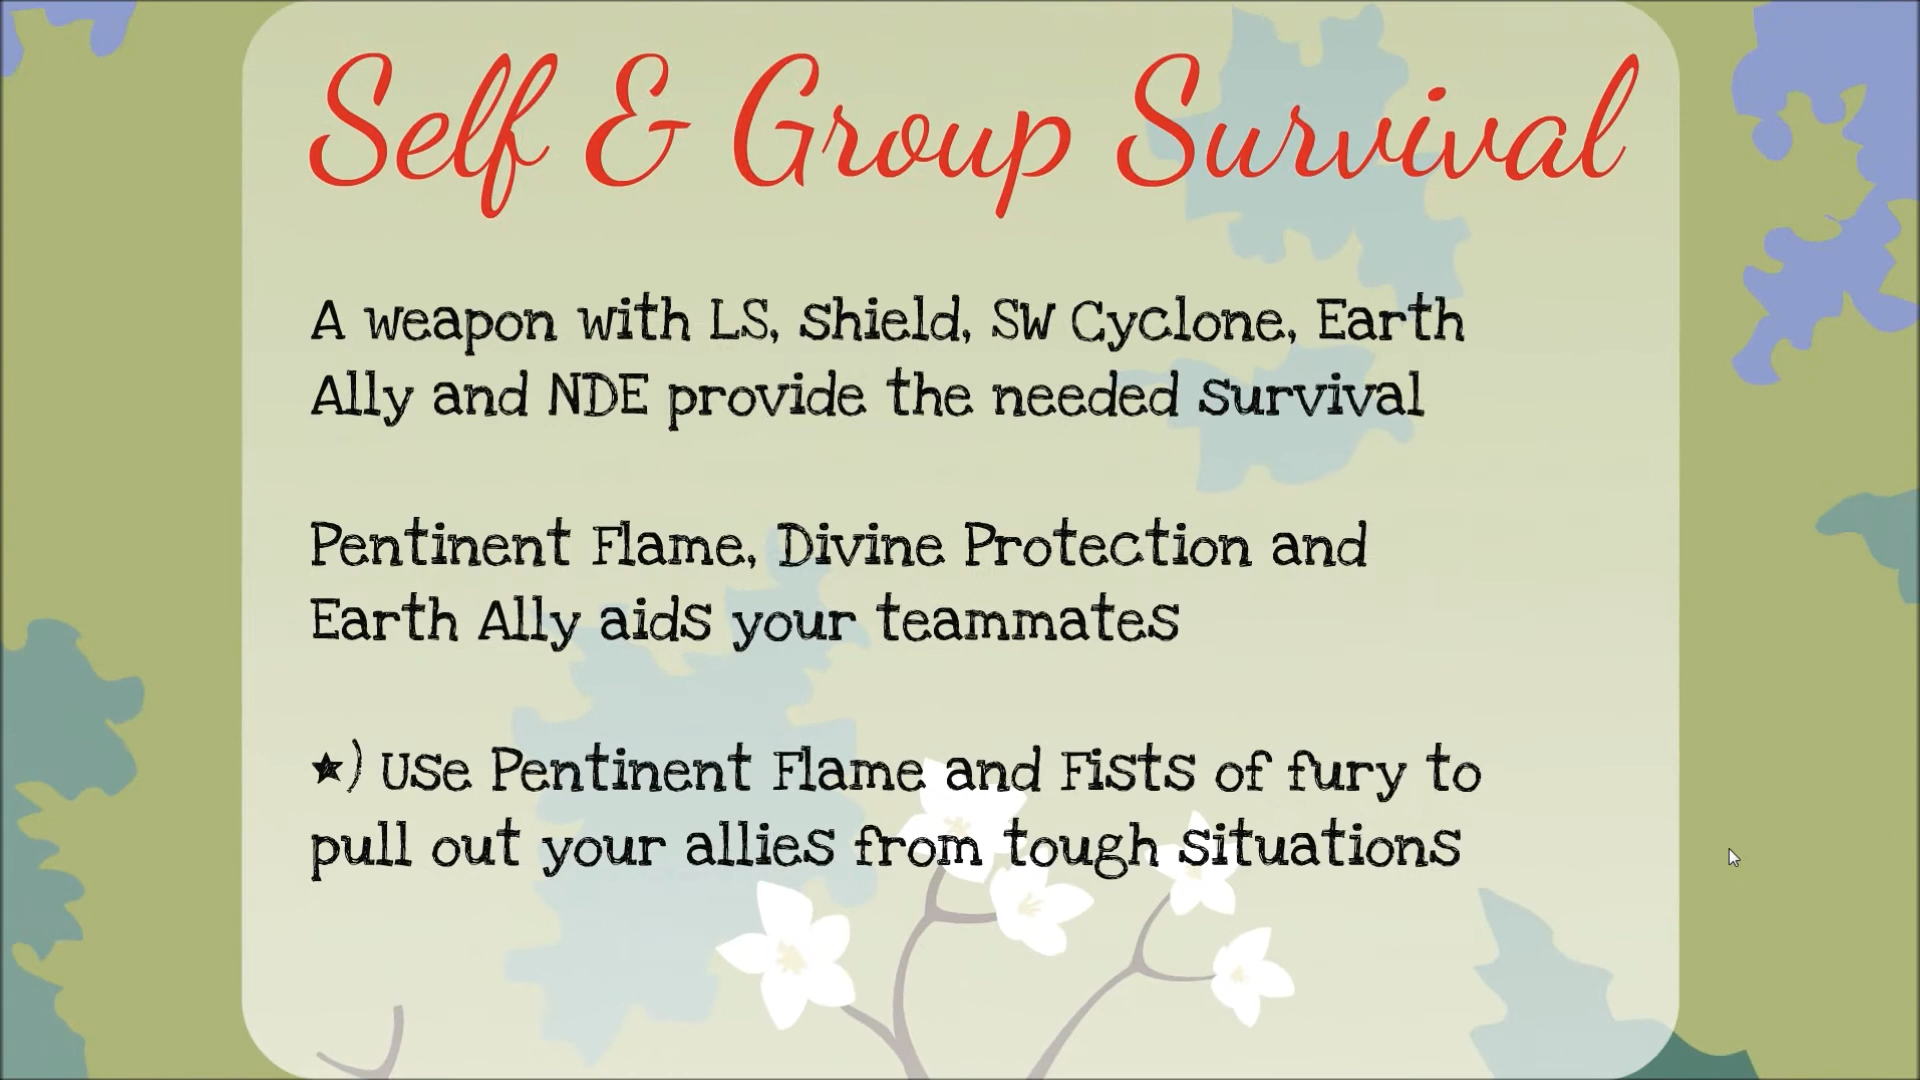 Self & Group Survival
A weapon with LS, shield, SW Cyclone, Earth
Ally and NDE provide the needed survival
Pentinent Flame, Divine Protection and
Earth Ally aids your teammates
★) Use Pentinent Flame and Fists of fury to
pull out your allies from tough situations